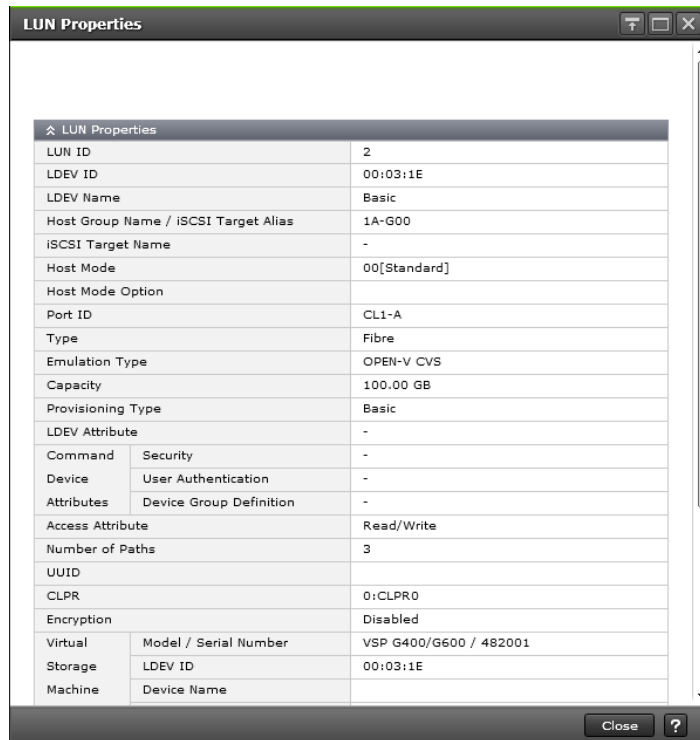 LUN Properties
LUN Properties
LUN ID 2
LDEV ID 00:03:1E
LDEV Name Basic
Host Group Name / iSCSI Target Alias 1A-G00
iSCSI Target Name -
Host Mode 00[Standard]
Host Mode Option
Port ID CL1-A
Type Fibre
Emulation Type OPEN-V CVS
Capacity 100.00 GB
Provisioning Type Basic
LDEV Attribute -
Command Security -
Device User Authentication -
Attributes Device Group Definition -
Access Attribute Read/Write
Number of Paths 3
UUID
CLPR 0:CLPR0
Encryption Disabled
Virtual Model / Serial Number VSP G400/G600 / 482001
Storage LDEV ID 00:03:1E
Machine Device Name
Close ?